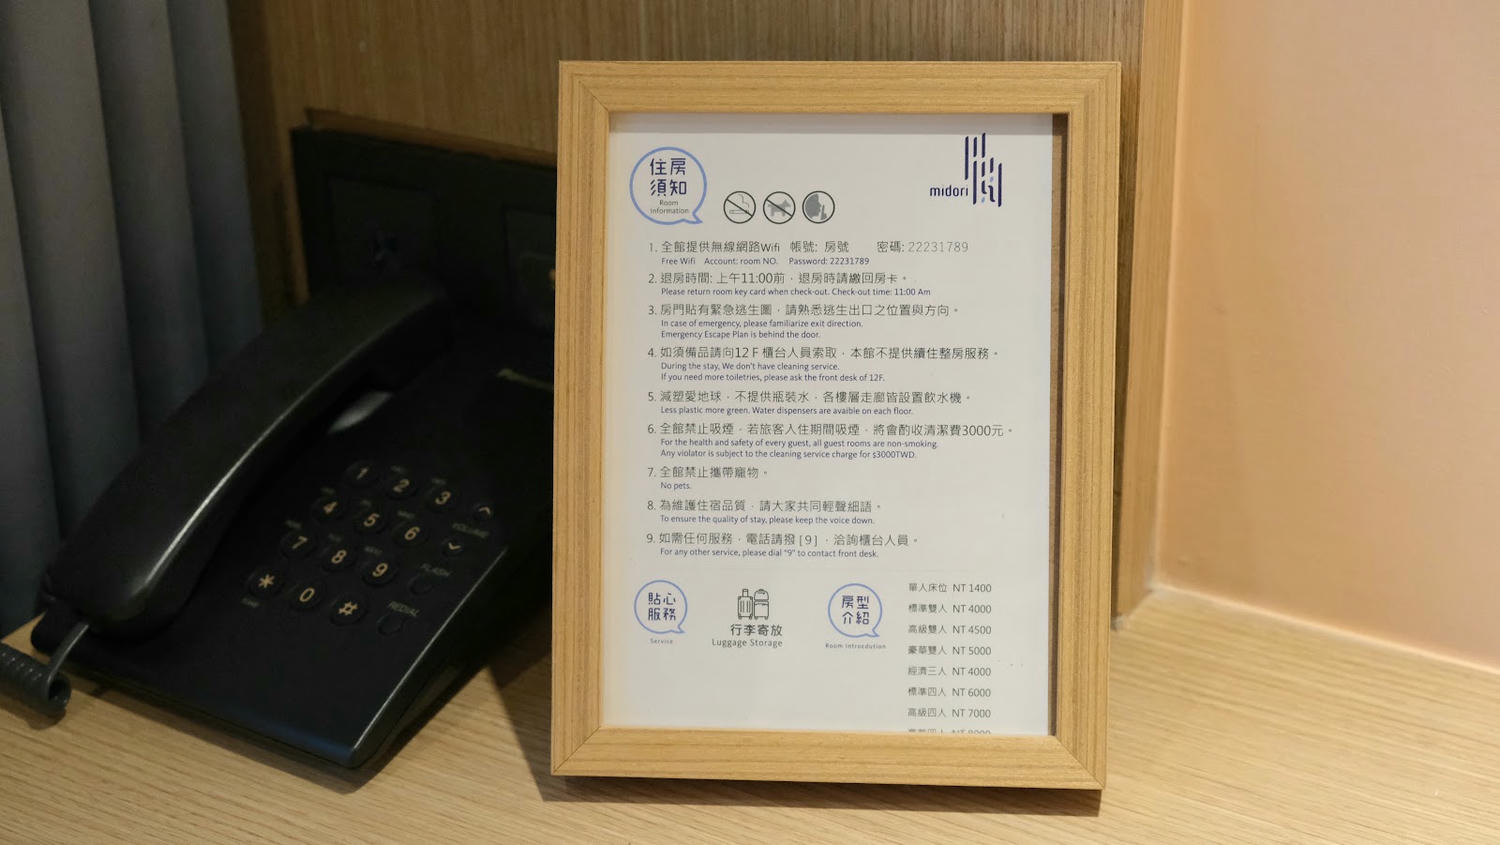 住房
須知
Room
Information
midori
1. 全館提供無線網路Wifi 帳號: 房號 密碼: 22231789
Free Wifi Account: room NO. Password: 22231789
2. 退房時間: 上午11:00前，退房時請繳回房卡。
Please return room key card when check-out. Check-out time: 11:00 Am
3. 房門貼有緊急逃生圖，請熟悉逃生出口之位置與方向。
In case of emergency, please familiarize exit direction.
Emergency Escape Plan is behind the door.
4. 如須備品請向12 F 櫃台人員索取，本館不提供續住整房服務。
During the stay, We don't have cleaning service.
If you need more toiletries, please ask the front desk of 12F.
5. 減塑愛地球，不提供瓶裝水，各樓層走廊皆設置飲水機。
Less plastic more green. Water dispensers are avaible on each floor.
6. 全館禁止吸煙，若旅客入住期間吸煙，將會酌收清潔費3000元。
For the health and safety of every guest, all guest rooms are non-smoking.
Any violator is subject to the cleaning service charge for $3000TWD.
7. 全館禁止攜帶寵物。
No pets.
8. 為維護住宿品質，請大家共同輕聲細語。
To ensure the quality of stay, please keep the voice down.
9. 如需任何服務，電話請撥 [ 9 ] ，洽詢櫃台人員。
For any other service, please dial "9" to contact front desk.
貼心
服務
Service
行李寄放
Luggage Storage
房型
介紹
Room Introcdution
單人床位 NT 1400
標準雙人 NT 4000
高級雙人 NT 4500
豪華雙人 NT 5000
經濟三人 NT 4000
標準四人 NT 6000
高級四人 NT 7000
1 2 3
4 5 6
VOLUME
7 8 9
FLASH
* 0 #
REDIAL